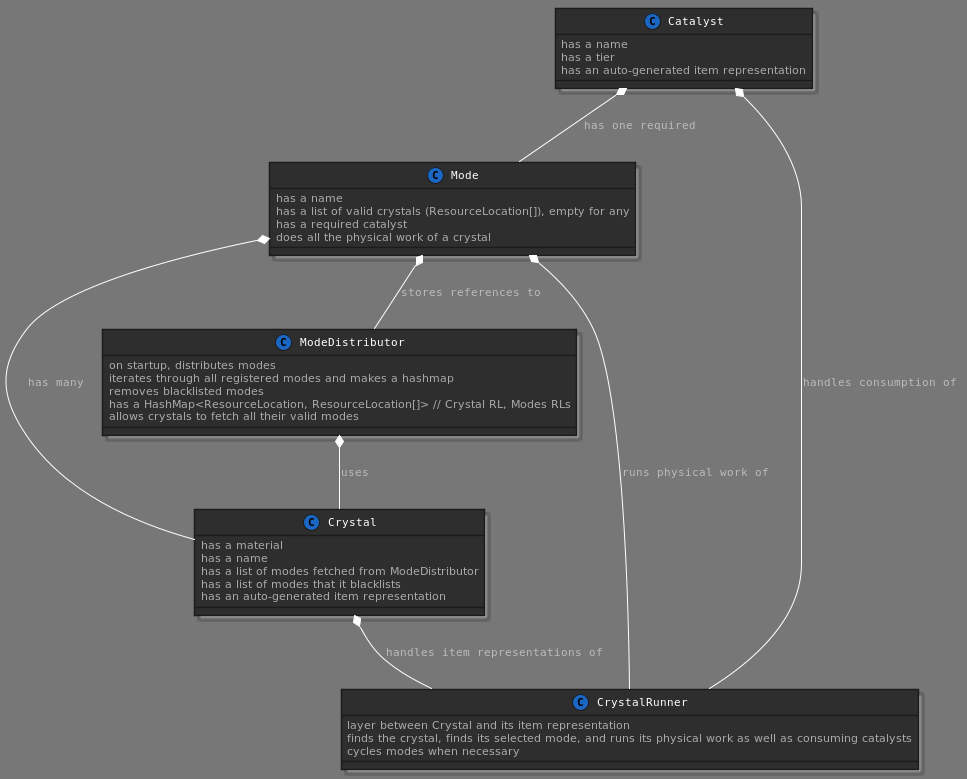 C Catalyst
has a name
has a tier
has an auto-generated item representation
has one required
C Mode
has a name
has a list of valid crystals (ResourceLocation[]), empty for any
has a required catalyst
does all the physical work of a crystal
stores references to
C ModeDistributor
on startup, distributes modes
iterates through all registered modes and makes a hashmap
removes blacklisted modes
has a HashMap<ResourceLocation, ResourceLocation[]> // Crystal RL, Modes RLs
allows crystals to fetch all their valid modes
has many
handles consumption of
uses
runs physical work of
C Crystal
has a material
has a name
has a list of modes fetched from ModeDistributor
has a list of modes that it blacklists
has an auto-generated item representation
handles item representations of
C CrystalRunner
layer between Crystal and its item representation
finds the crystal, finds its selected mode, and runs its physical work as well as consuming catalysts
cycles modes when necessary